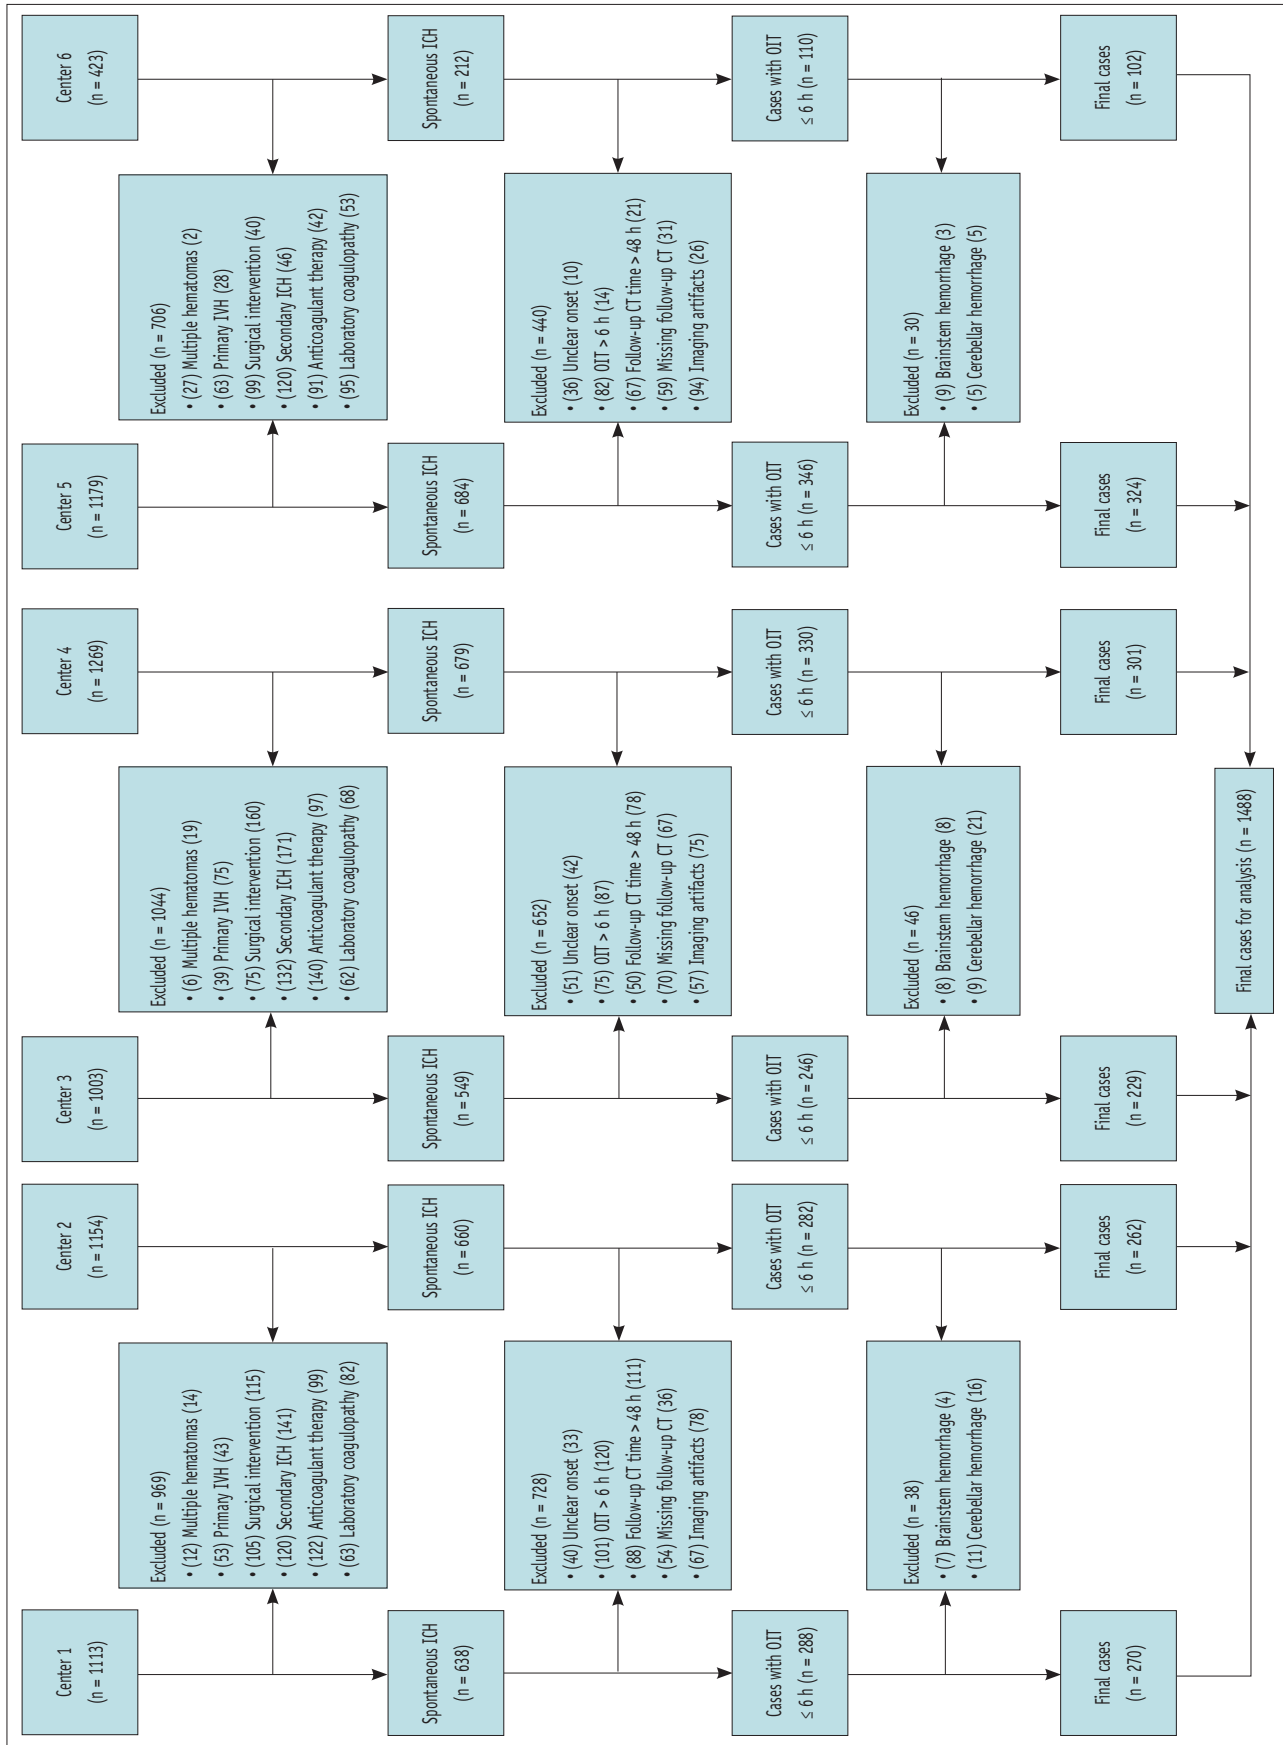 Center 1
(n = 1113)
Center 2
(n = 1154)
Center 3
(n = 1003)
Center 4
(n = 1269)
Center 5
(n = 1179)
Center 6
(n = 423)
Excluded (n = 969)
• (12) Multiple hematomas (14)
• (53) Primary IVH (43)
• (105) Surgical intervention (115)
• (120) Secondary ICH (141)
• (122) Anticoagulant therapy (99)
• (63) Laboratory coagulopathy (82)
Excluded (n = 1044)
• (6) Multiple hematomas (19)
• (39) Primary IVH (75)
• (75) Surgical intervention (160)
• (132) Secondary ICH (171)
• (140) Anticoagulant therapy (97)
• (62) Laboratory coagulopathy (68)
Excluded (n = 706)
• (27) Multiple hematomas (2)
• (63) Primary IVH (28)
• (99) Surgical intervention (40)
• (120) Secondary ICH (46)
• (91) Anticoagulant therapy (42)
• (95) Laboratory coagulopathy (53)
Spontaneous ICH
(n = 638)
Spontaneous ICH
(n = 660)
Spontaneous ICH
(n = 549)
Spontaneous ICH
(n = 679)
Spontaneous ICH
(n = 684)
Spontaneous ICH
(n = 212)
Excluded (n = 728)
• (40) Unclear onset (33)
• (101) OIT > 6 h (120)
• (88) Follow-up CT time > 48 h (111)
• (54) Missing follow-up CT (36)
• (67) Imaging artifacts (78)
Excluded (n = 652)
• (51) Unclear onset (42)
• (75) OIT > 6 h (87)
• (50) Follow-up CT time > 48 h (78)
• (70) Missing follow-up CT (67)
• (57) Imaging artifacts (75)
Excluded (n = 440)
• (36) Unclear onset (10)
• (82) OIT > 6 h (14)
• (67) Follow-up CT time > 48 h (21)
• (59) Missing follow-up CT (31)
• (94) Imaging artifacts (26)
Cases with OIT
≤ 6 h (n = 288)
Cases with OIT
≤ 6 h (n = 282)
Cases with OIT
≤ 6 h (n = 246)
Cases with OIT
≤ 6 h (n = 330)
Cases with OIT
≤ 6 h (n = 346)
Cases with OIT
≤ 6 h (n = 110)
Excluded (n = 38)
• (7) Brainstem hemorrhage (4)
• (11) Cerebellar hemorrhage (16)
Excluded (n = 46)
• (8) Brainstem hemorrhage (8)
• (9) Cerebellar hemorrhage (21)
Excluded (n = 30)
• (9) Brainstem hemorrhage (3)
• (5) Cerebellar hemorrhage (5)
Final cases
(n = 270)
Final cases
(n = 262)
Final cases
(n = 229)
Final cases
(n = 301)
Final cases
(n = 324)
Final cases
(n = 102)
Final cases for analysis (n = 1488)